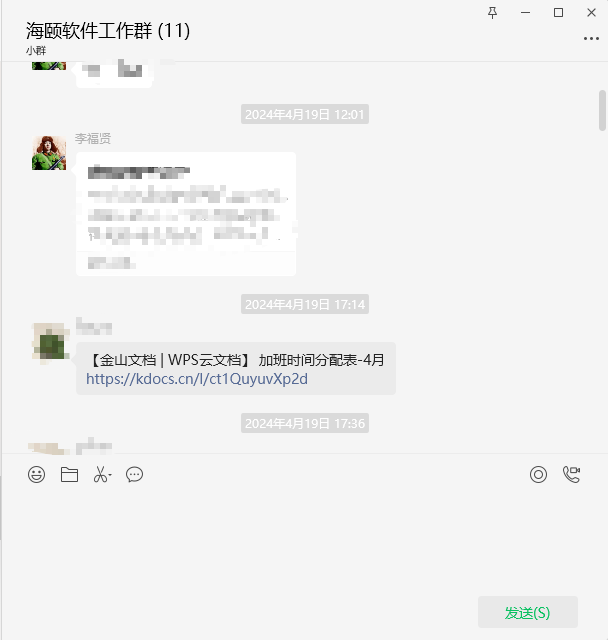 海颐软件工作群 (11)
小群
2024年4月19日 12:01
李福贤
2024年4月19日 17:14
【金山文档 | WPS云文档】 加班时间分配表-4月
https://kdocs.cn/l/ct1QuyuvXp2d
2024年4月19日 17:36
发送(S)